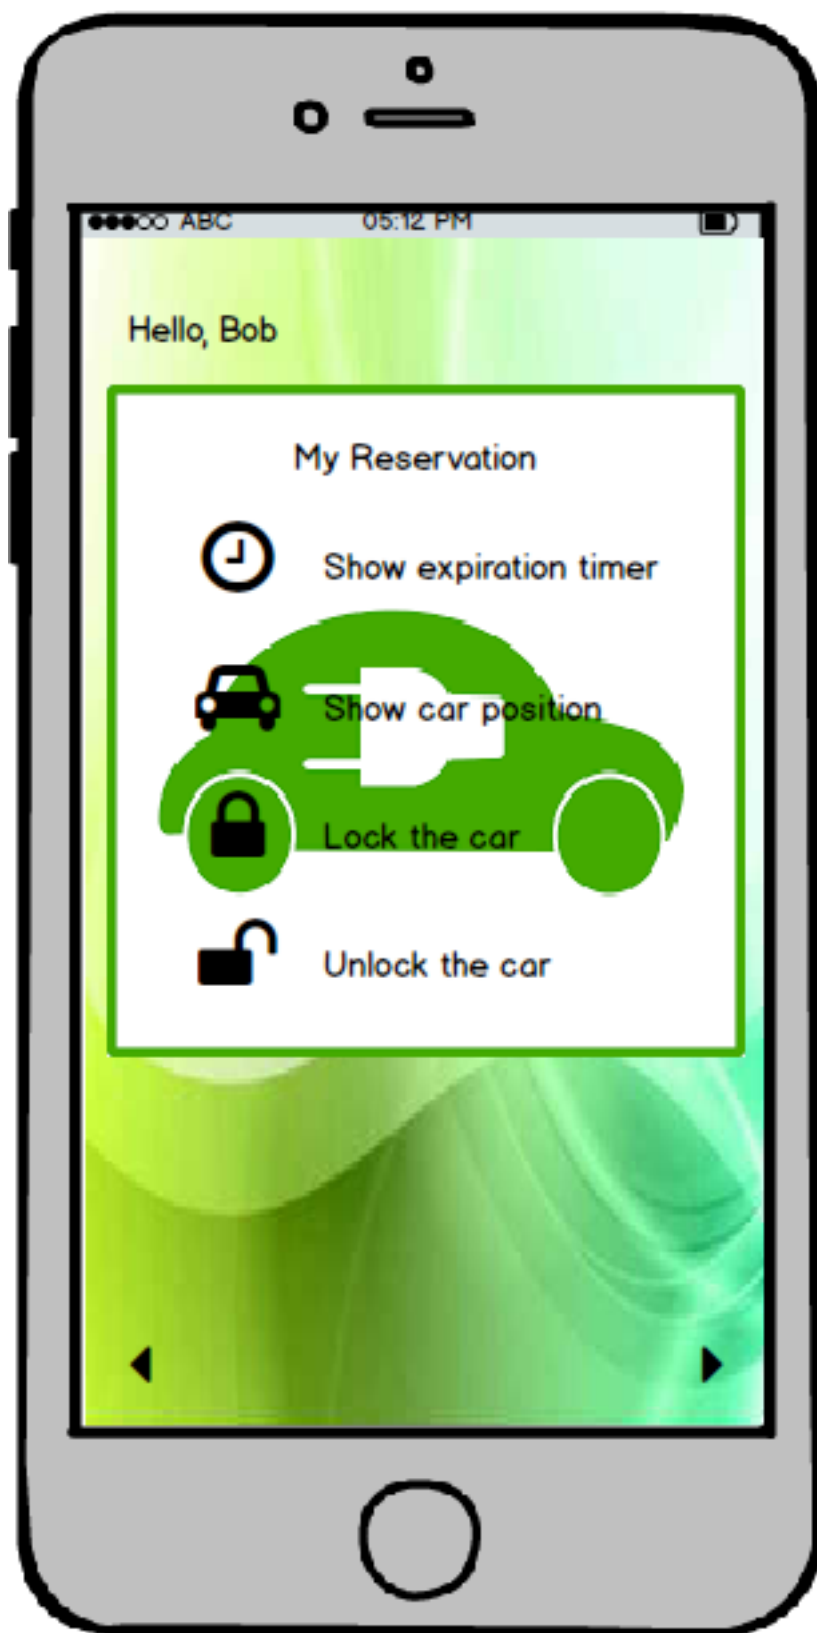 ABC 05:12 PM
Hello, Bob
My Reservation
Show expiration timer
Show car position
Lock the car
Unlock the car